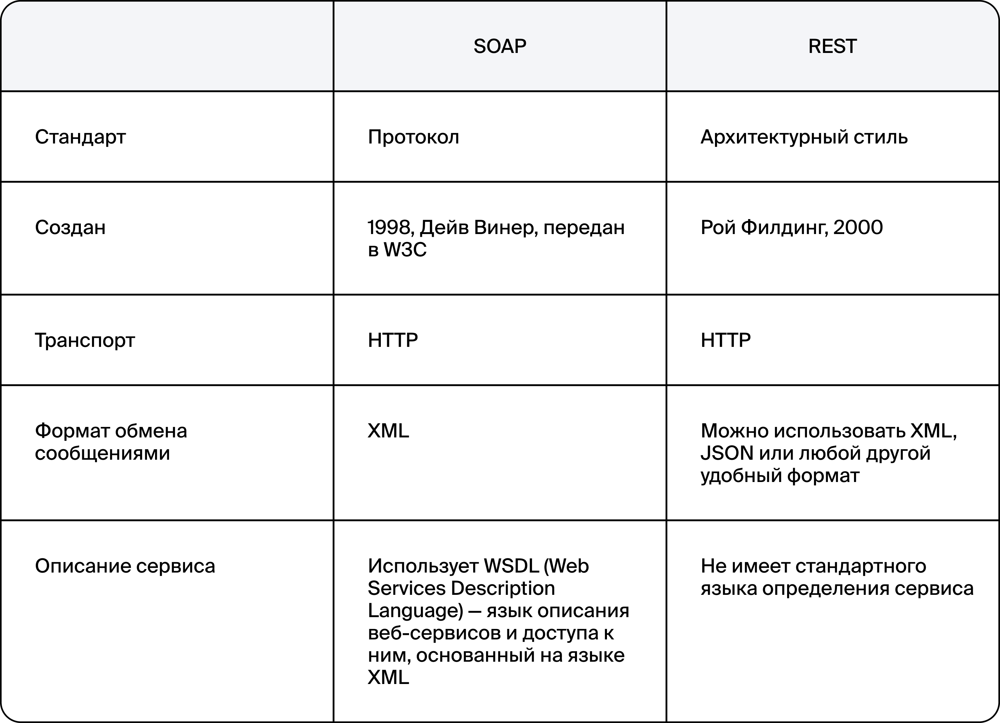 SOAP
REST
Стандарт
Протокол
Архитектурный стиль
Создан
1998, Дейв Винер, передан
в W3C
Рой Филдинг, 2000
Транспорт
HTTP
HTTP
Формат обмена
сообщениями
XML
Можно использовать XML,
JSON или любой другой
удобный формат
Описание сервиса
Использует WSDL (Web
Services Description
Language) — язык описания
веб-сервисов и доступа к
ним, основанный на языке
XML
Не имеет стандартного
языка определения сервиса